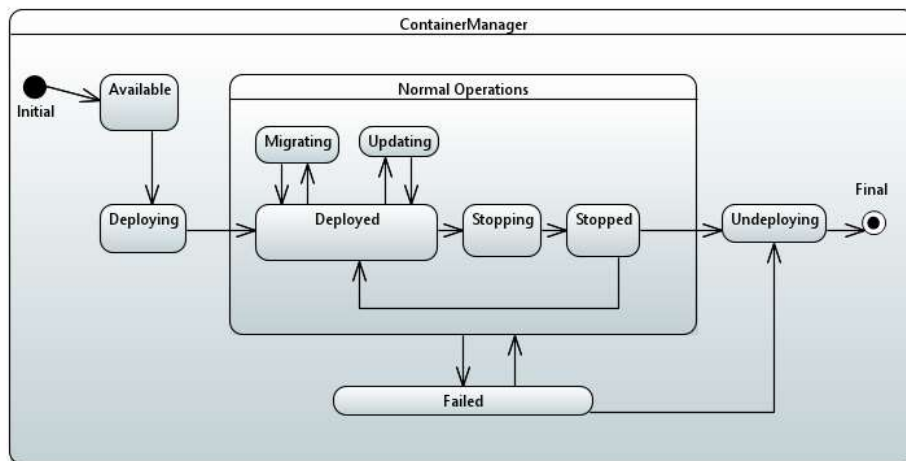 ContainerManager
Initial
Available
Normal Operations
Migrating
Updating
Deploying
Deployed
Stopping
Stopped
Undeploying
Final
Failed